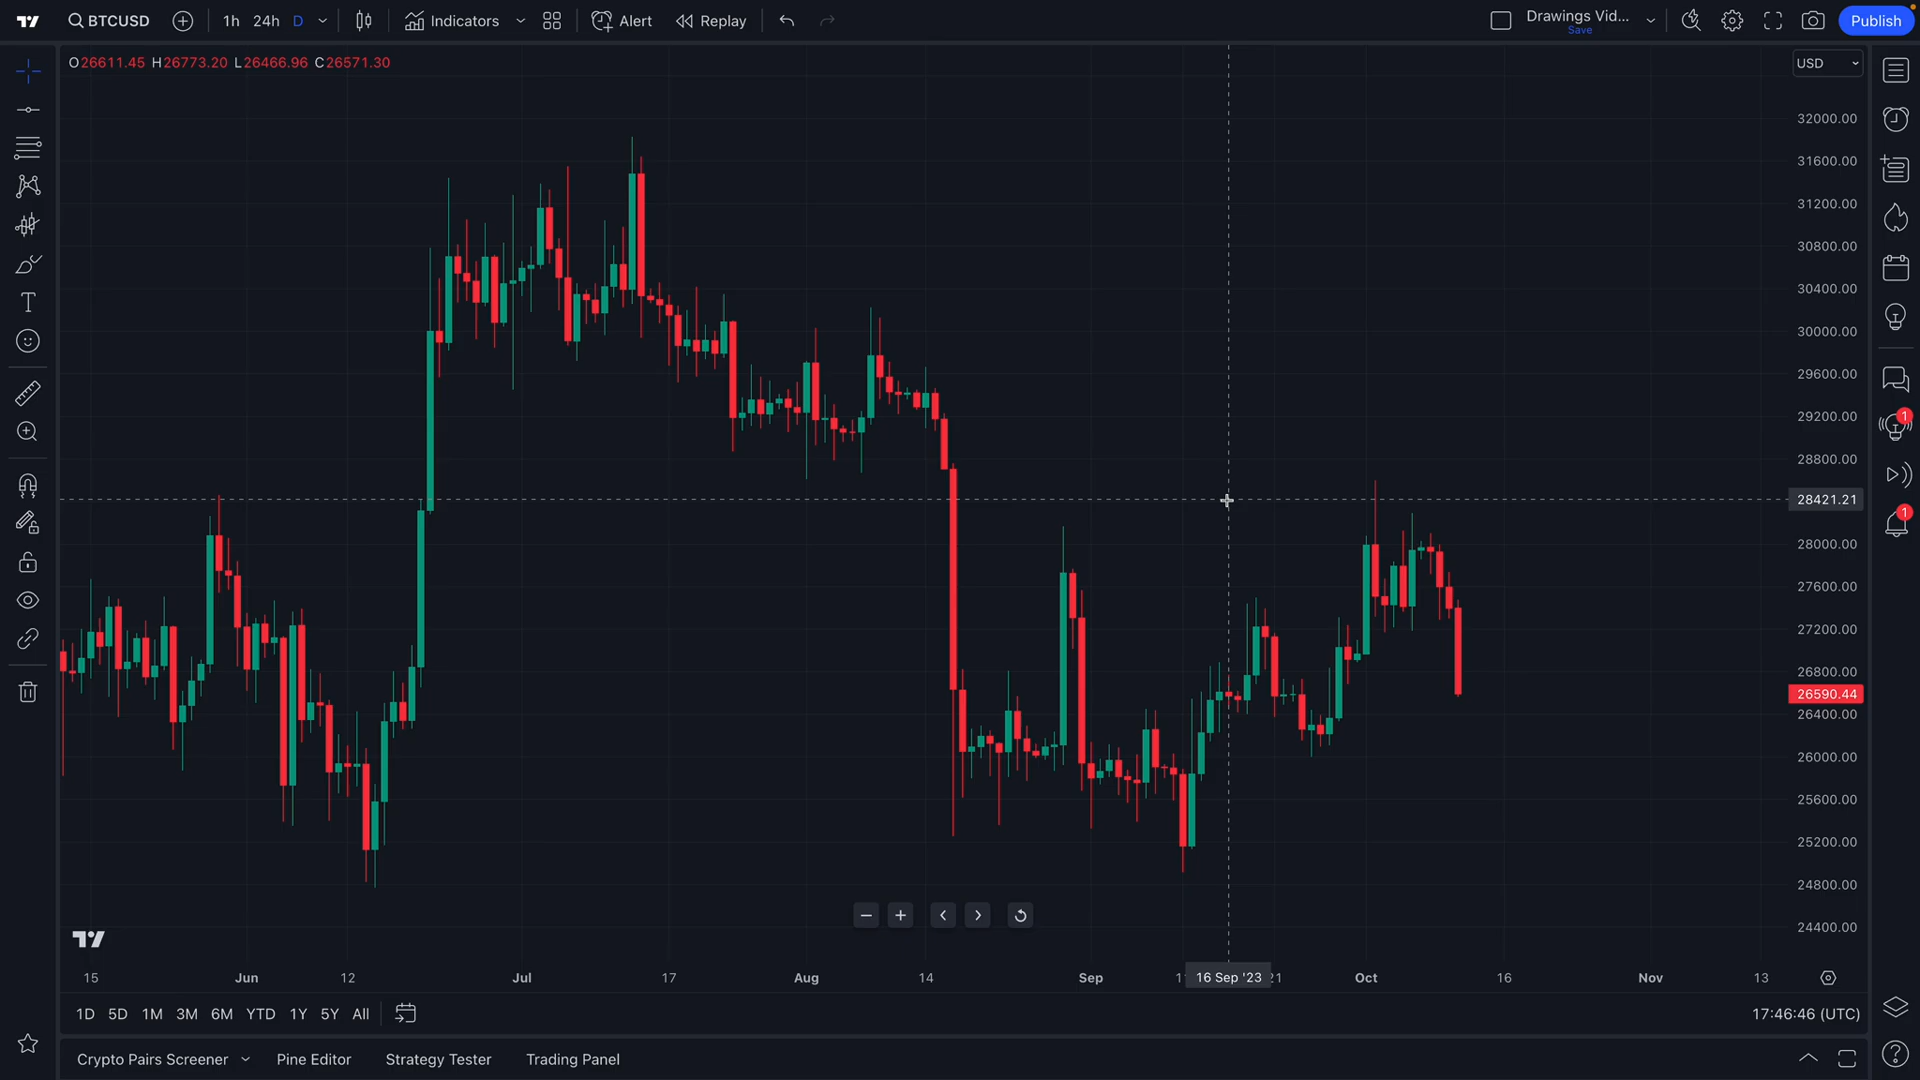 BTCUSD
1h 24h D
Indicators
Alert
Replay
Drawings Vid...
Save
Publish
O26611.45 H26773.20 L26466.96 C26571.30
USD
32000.00
31600.00
31200.00
30800.00
30400.00
30000.00
29600.00
29200.00
28800.00
28421.21
28000.00
27600.00
27200.00
26800.00
26590.44
26400.00
26000.00
25600.00
25200.00
24800.00
24400.00
1
1
15 Jun 12 Jul 17 Aug 14 Sep 16 Sep '23 Oct 16 Nov 13
1D 5D 1M 3M 6M YTD 1Y 5Y All
17:46:46 (UTC)
Crypto Pairs Screener Pine Editor Strategy Tester Trading Panel